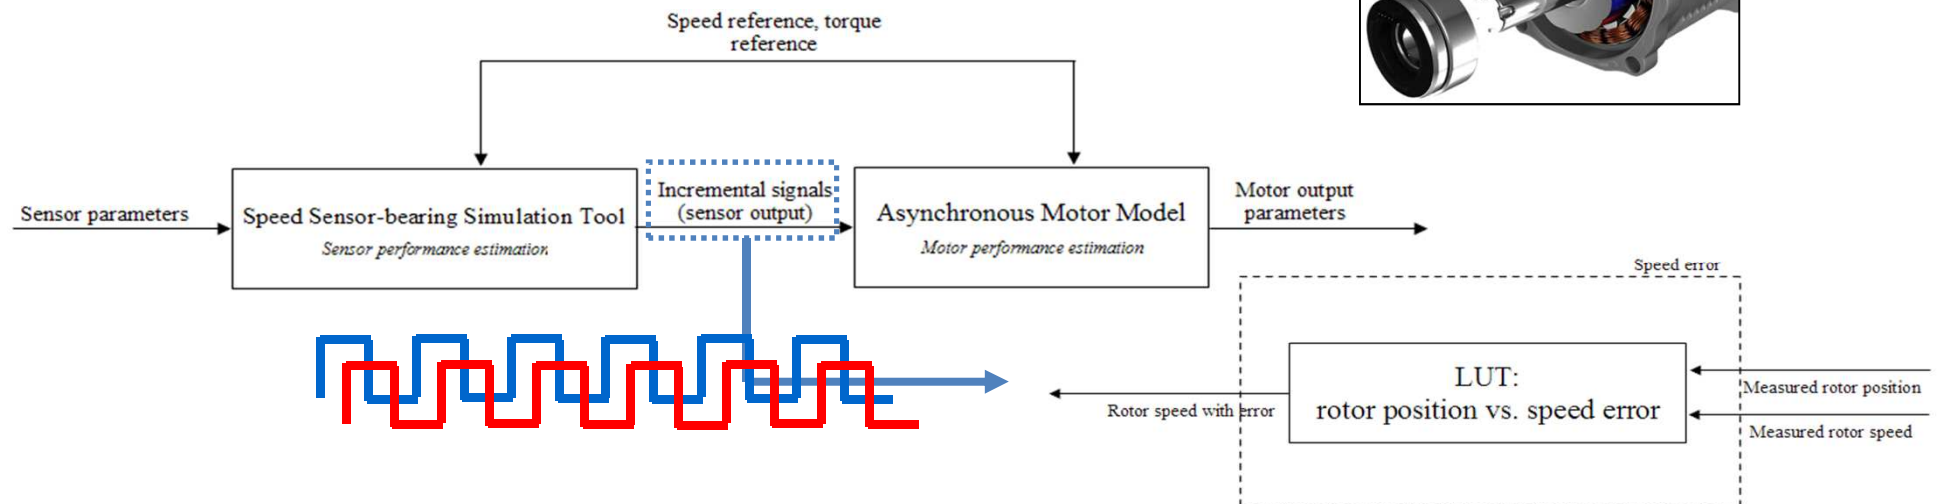 Speed reference, torque
reference
Sensor parameters
Speed Sensor-bearing Simulation Tool
Sensor performance estimation
Incremental signals
(sensor output)
Asynchronous Motor Model
Motor performance estimation
Motor output
parameters
Speed error
LUT:
rotor position vs. speed error
Rotor speed with error
Measured rotor position
Measured rotor speed